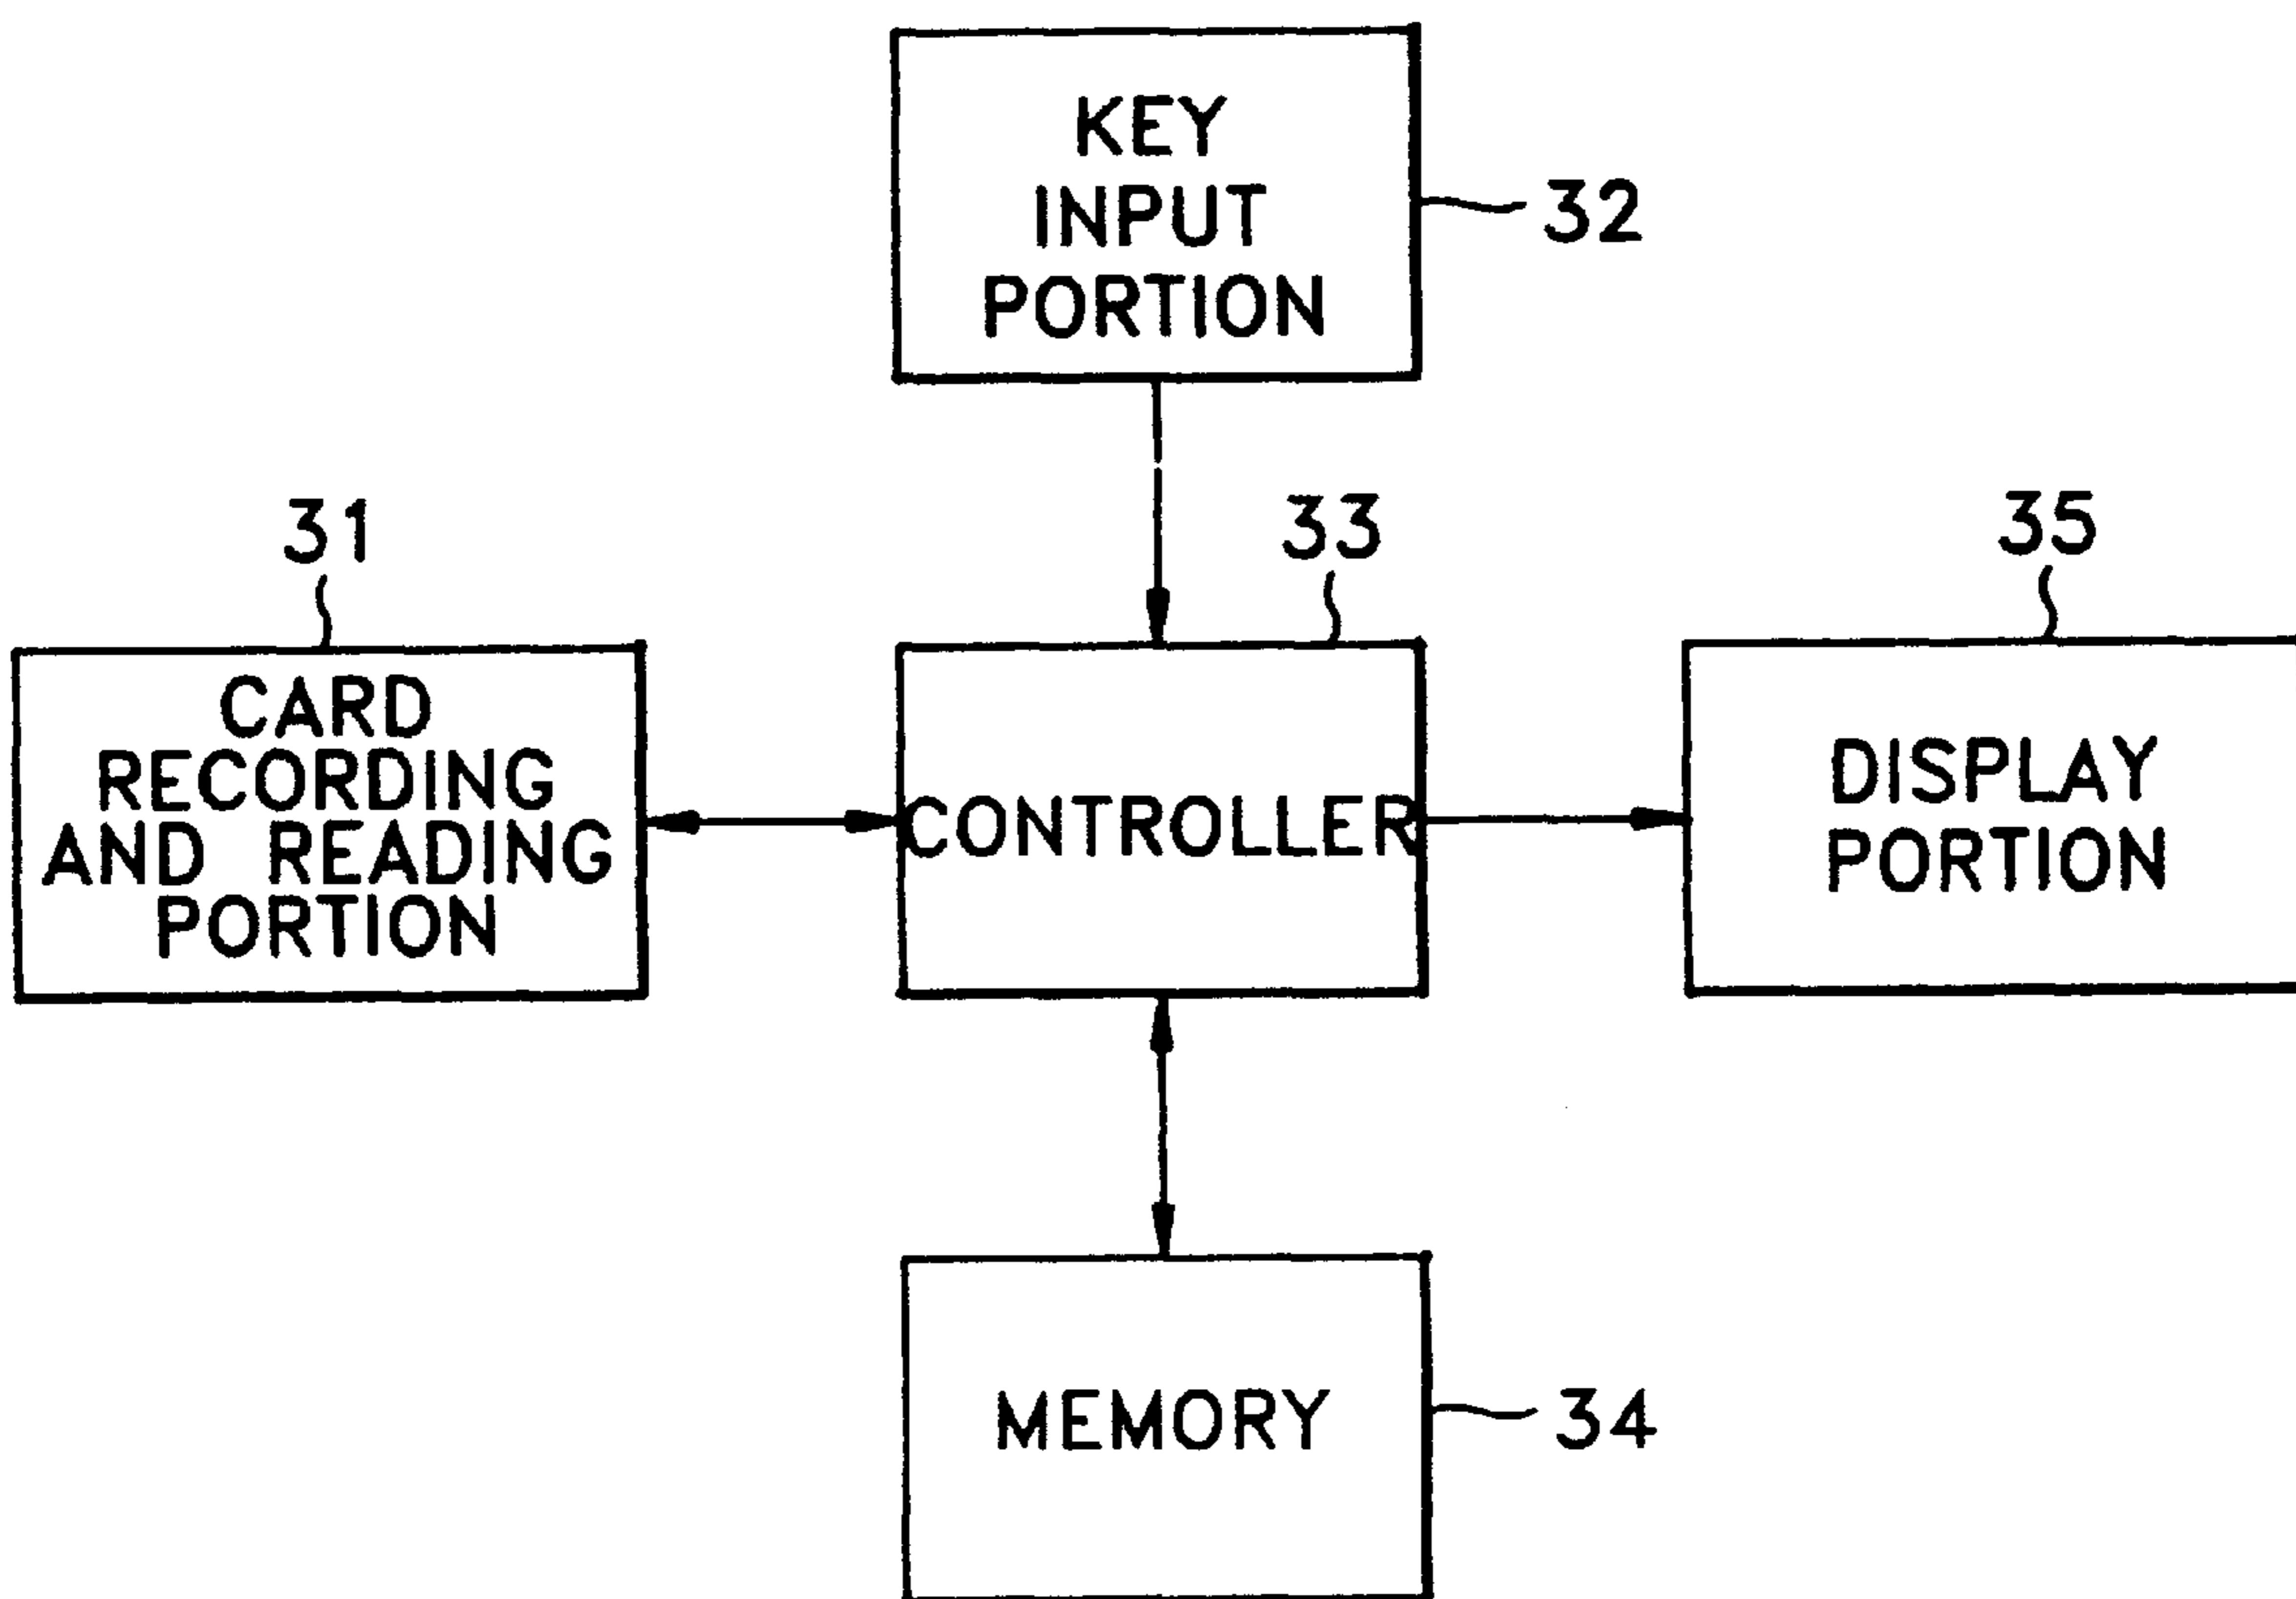 KEY
INPUT
PORTION
32
31
33
35
CARD
RECORDING
AND READING
PORTION
CONTROLLER
DISPLAY
PORTION
MEMORY
34